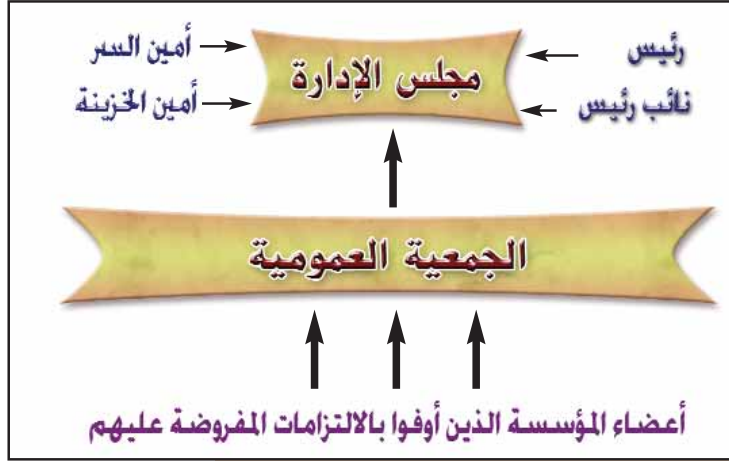 رئيس
أمين السر
مجلس الإدارة
نائب رئيس
أمين الخزينة
الجمعية العمومية
أعضاء المؤسسة الذين أوفوا بالالتزامات المفروضة عليهم